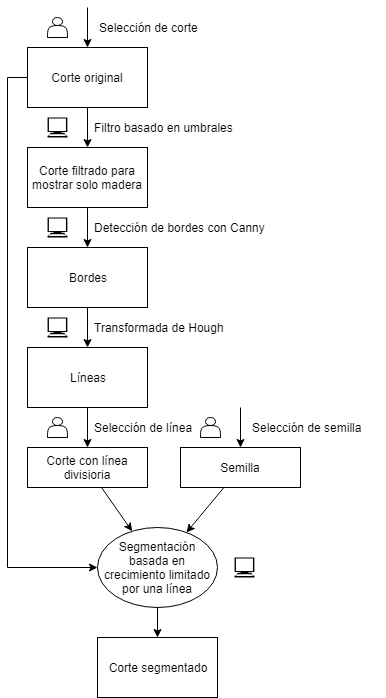 Selección de corte
Corte original
Filtro basado en umbrales
Corte filtrado para
mostrar solo madera
Detección de bordes con Canny
Bordes
Transformada de Hough
Líneas
Selección de línea
Selección de semilla
Corte con línea
divisioria
Semilla
Segmentación
basada en
crecimiento limitado
por una línea
Corte segmentado